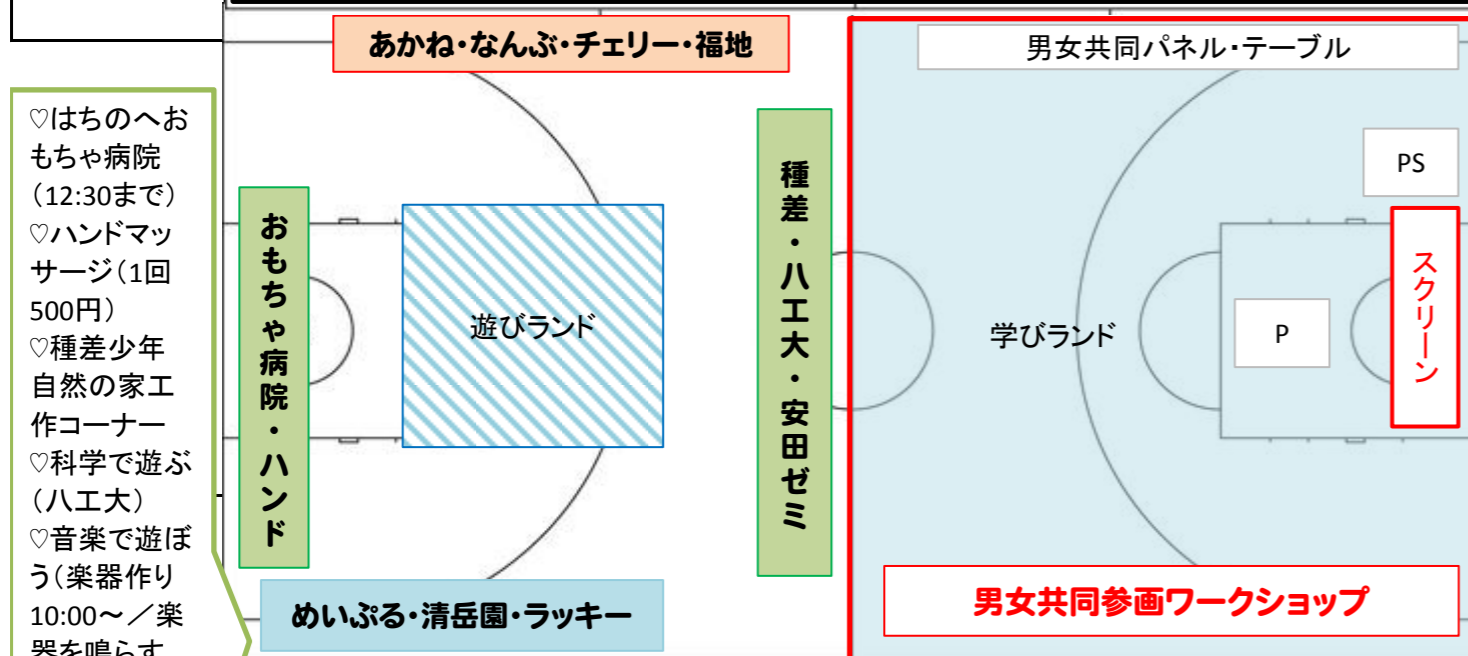 あかね・なんぶ・チェリー・福地
男女共同パネル・テーブル
♡はちのへお
もちゃ病院
（12:30まで）
♡ハンドマッ
サージ（1回
500円）
♡種差少年
自然の家工
作コーナー
♡科学で遊ぶ
（八工大）
♡音楽で遊ぼ
う（楽器作り
10:00～／楽
器を鳴らす
おもちゃ病院・ハンド
遊びランド
種差・八工大・安田ゼミ
学びランド
PS
P
スクリーン
めいぷる・清岳園・ラッキー
男女共同参画ワークショップ